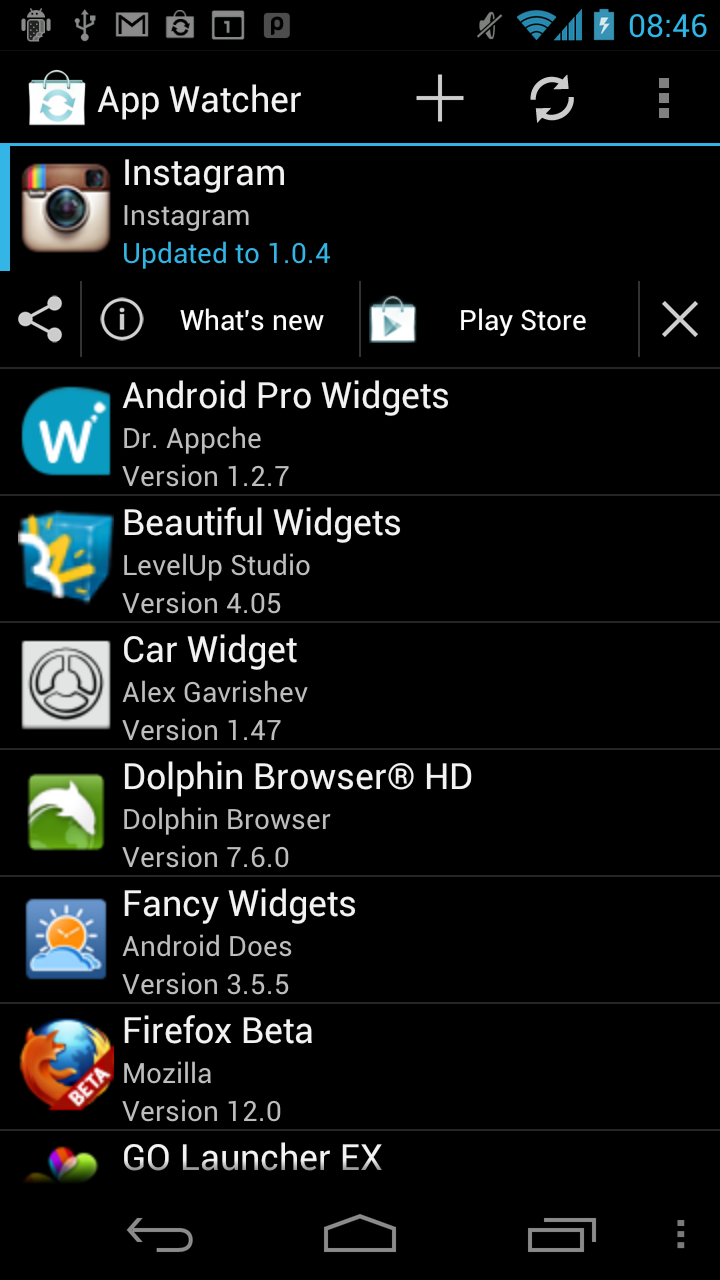 1
p
08:46
App Watcher
Instagram
Instagram
Updated to 1.0.4
i
What's new
Play Store
Android Pro Widgets
W
Dr. Appche
Version 1.2.7
Beautiful Widgets
LevelUp Studio
Version 4.05
Car Widget
Alex Gavrishev
Version 1.47
Dolphin Browser® HD
Dolphin Browser
Version 7.6.0
Fancy Widgets
Android Does
Version 3.5.5
Firefox Beta
Mozilla
BETA
Version 12.0
GO Launcher EX